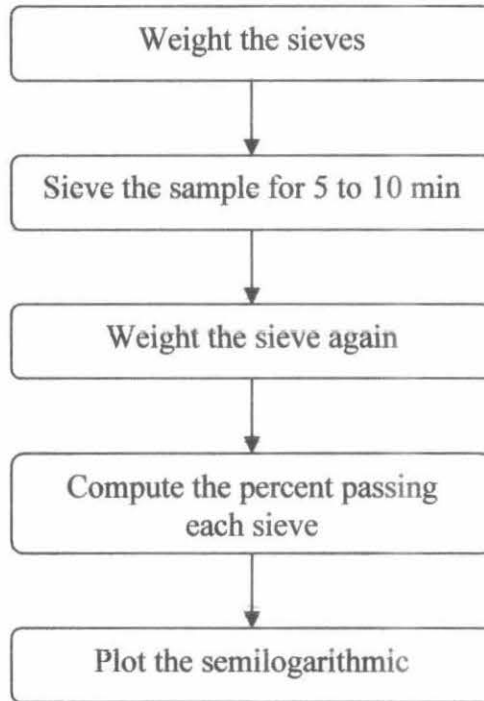 Weight the sieves
Sieve the sample for 5 to 10 min
Weight the sieve again
Compute the percent passing
each sieve
Plot the semilogarithmic